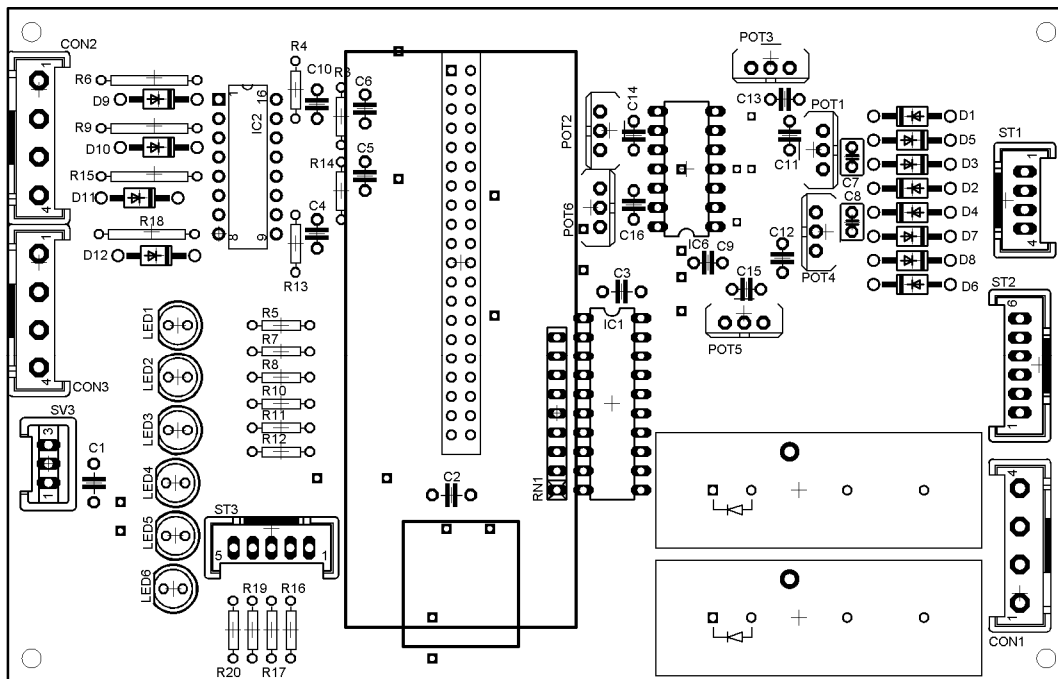 CON2
1
4
R6
D9
R9
D10
R15
D11
R18
D12
1
16
IC2
8
9
R4
C10
C6
R14
C5
C4
R13
1
4
CON3
SV3
3
1
C1
LED1
LED2
LED3
LED4
LED5
LED6
R5
R7
R8
R10
R11
R12
ST3
5
1
R19
R16
R20
R17
C2
POT2
C14
POT6
C16
IC6
C9
C3
IC1
RN1
POT3
C13
POT1
C11
C7
C8
C12
POT4
C15
POT5
D1
D5
D3
D2
D4
D7
D8
D6
ST1
4
ST2
6
1
4
1
CON1